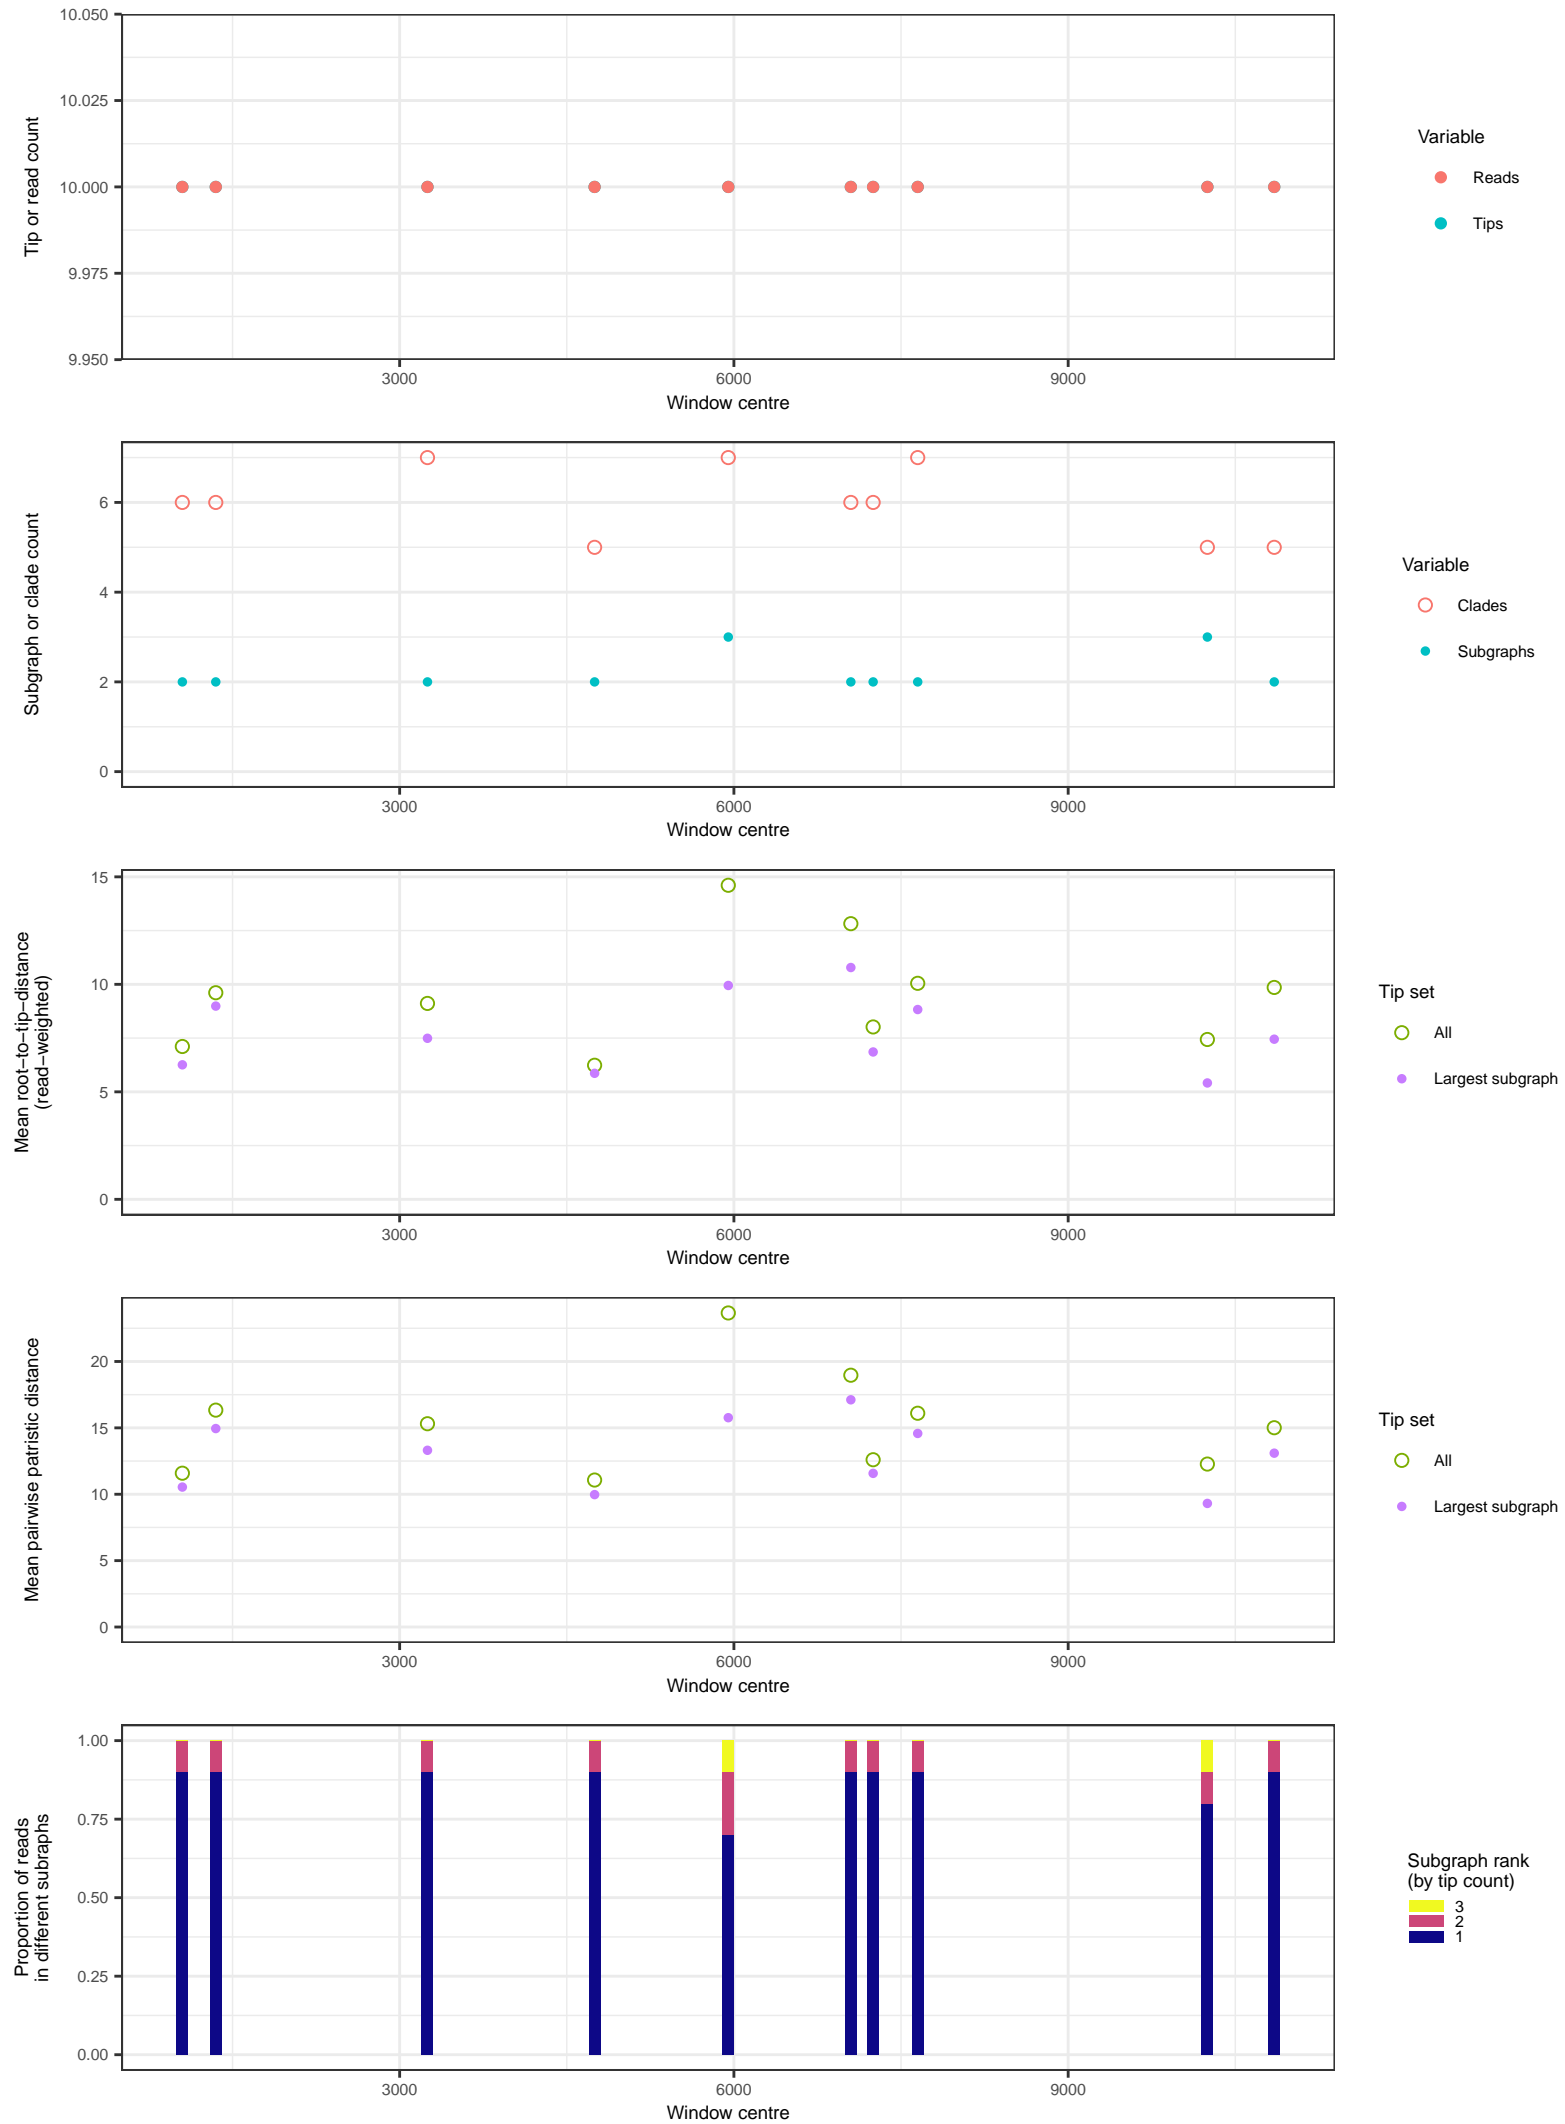 10.050
10.025
10.000
9.975
9.950
Tip or read count
3000
6000
9000
Window centre
Variable
Reads
Tips
6
4
2
0
Subgraph or clade count
3000
6000
9000
Window centre
Variable
Clades
Subgraphs
15
10
5
0
Mean root−to−tip−distance
(read−weighted)
3000
6000
9000
Window centre
Tip set
All
Largest subgraph
20
15
10
5
0
Mean pairwise patristic distance
3000
6000
9000
Window centre
Tip set
All
Largest subgraph
1.00
0.75
0.50
0.25
0.00
Proportion of reads
in different subraphs
3000
6000
9000
Window centre
Subgraph rank
(by tip count)
3
2
1